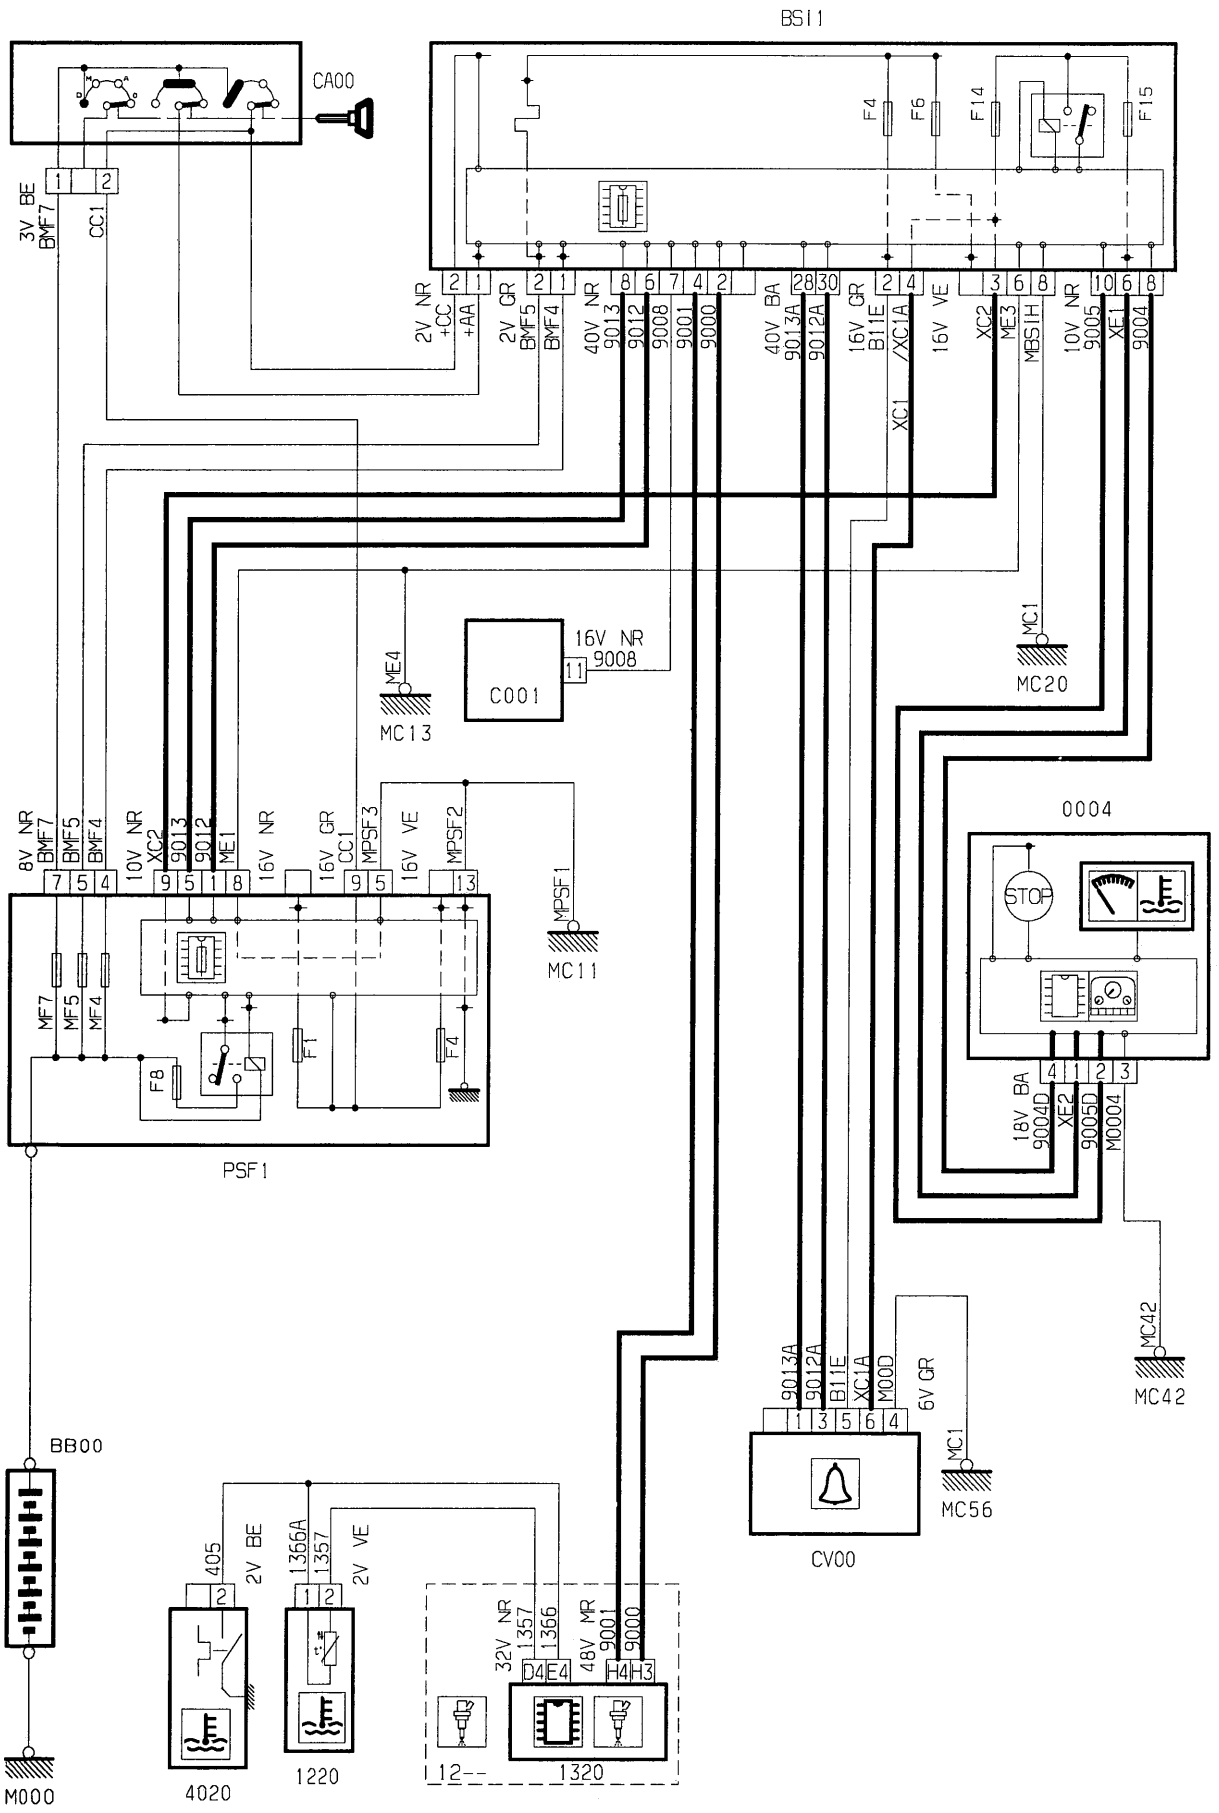 BSI1
CA00
M A
D D
F4
F6
F14
F15
1 2
3V BE
BMF7
CC1
2 1 2 1 8 6 7 4 2 28 30 2 4 3 6 8 10 6 8
2V NR
+CC
+AA
2V GR
BMF5
BMF4
40V NR
9013
9012
9008
9001
9000
40V BA
9013A
9012A
16V GR
B11E
/XC1A
16V VE
XC2
ME3
MBSIH
10V NR
9005
XE1
9004
XC1
16V NR
9008
11
C001
ME4
MC13
MC1
MC20
0004
STOP
8V NR
BMF7
BMF5
BMF4
10V NR
XC2
9013
9012
ME1
16V NR
16V GR
CC1
MPSF3
16V VE
MPSF2
7 5 4 9 5 1 8 9 5 13
MPSF1
MC11
MF7
MF5
MF4
F8
F1
F4
PSF1
4 1 2 3
18V BA
9004D
XE2
9005D
M0004
MC42
MC42
9013A
9012A
B11E
XC1A
M00D
6V GR
1 3 5 6 4
MC1
MC56
CV00
BB00
M000
405
2V BE
1366A
1357
2V VE
2 1 2
t°
4020
1220
32V NR
1357
1366
48V MR
9001
9000
D4 E4 H4 H3
12--
1320